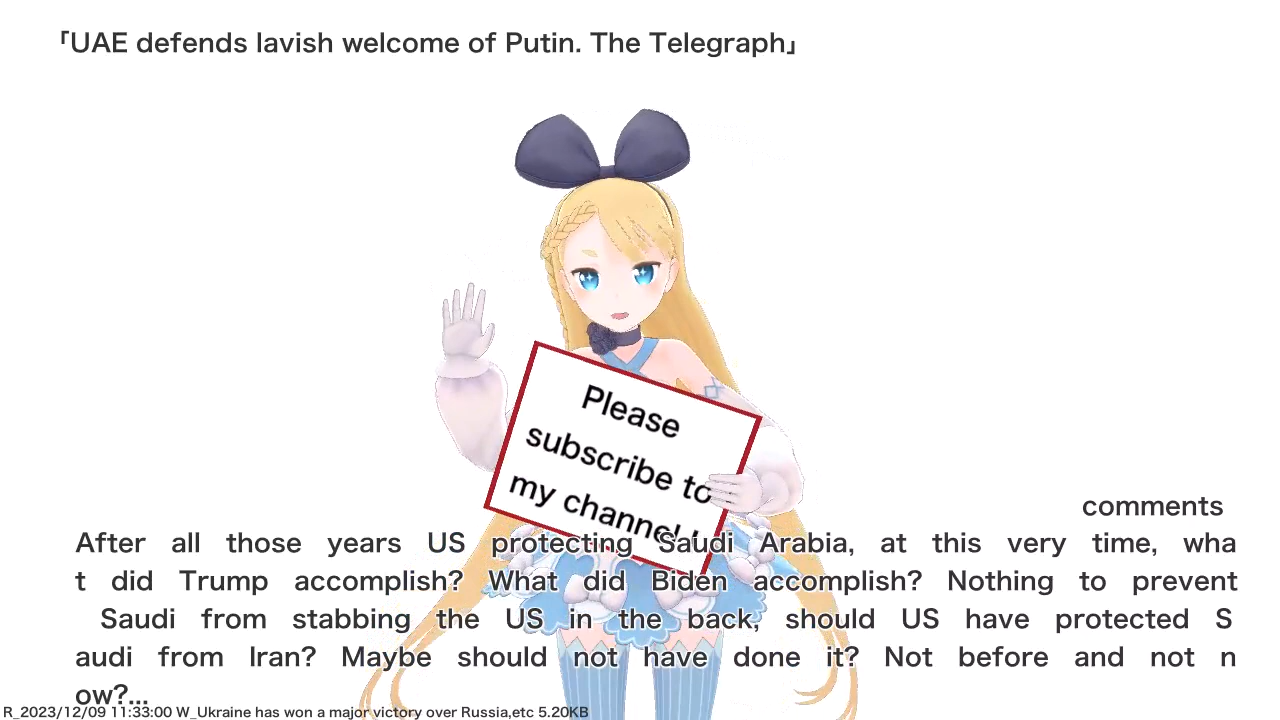 「UAE defends lavish welcome of Putin. The Telegraph」
Please
subscribe to
my channel!
comments
After all those years US protecting Saudi Arabia, at this very time, wha
t did Trump accomplish? What did Biden accomplish? Nothing to prevent
Saudi from stabbing the US in the back, should US have protected S
audi from Iran? Maybe should not have done it? Not before and not n
ow?...
R_2023/12/09 11:33:00 W_Ukraine has won a major victory over Russia,etc 5.20KB